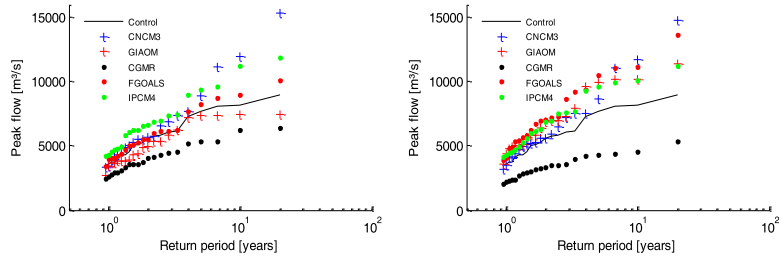 15000
10000
5000
0
Peak flow [m³/s]
Control
CNCM3
GIAOM
CGMR
FGOALS
IPCM4
10⁰
10¹
10²
Return period [years]
15000
10000
5000
0
Peak flow [m³/s]
Control
CNCM3
GIAOM
CGMR
FGOALS
IPCM4
10⁰
10¹
10²
Return period [years]